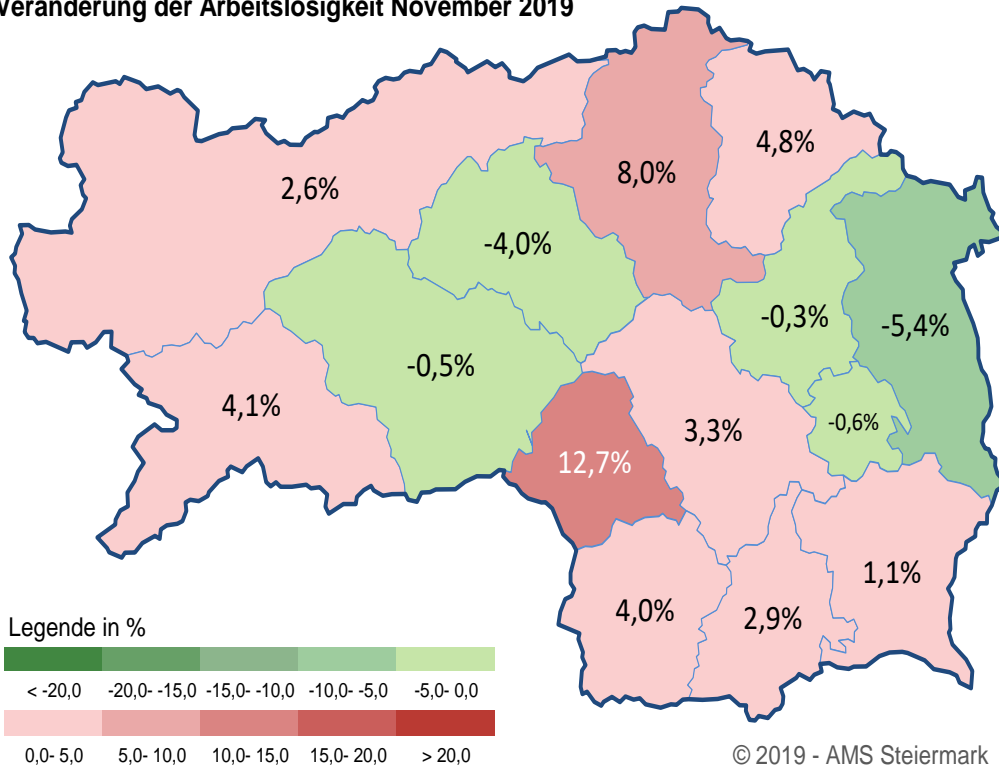 Veränderung der Arbeitslosigkeit November 2019
4,8%
8,0%
2,6%
-4,0%
-0,3%
-5,4%
-0,5%
4,1%
-0,6%
3,3%
12,7%
1,1%
4,0%
2,9%
Legende in %
< -20,0 -20,0- -15,0 -15,0- -10,0 -10,0- -5,0 -5,0- 0,0
0,0- 5,0 5,0- 10,0 10,0- 15,0 15,0- 20,0 > 20,0
© 2019 - AMS Steiermark